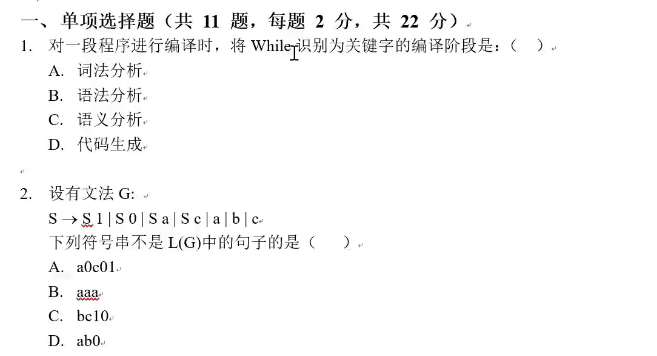 一、单项选择题（共 11 题，每题 2 分，共 22 分）
1. 对一段程序进行编译时，将 While 识别为关键字的编译阶段是：（ ）
A. 词法分析
B. 语法分析
C. 语义分析
D. 代码生成
2. 设有文法 G:
S → S 1 | S 0 | S a | S c | a | b | c
下列符号串不是 L(G)中的句子的是（ ）
A. a0c01
B. aaa
C. bc10
D. ab0